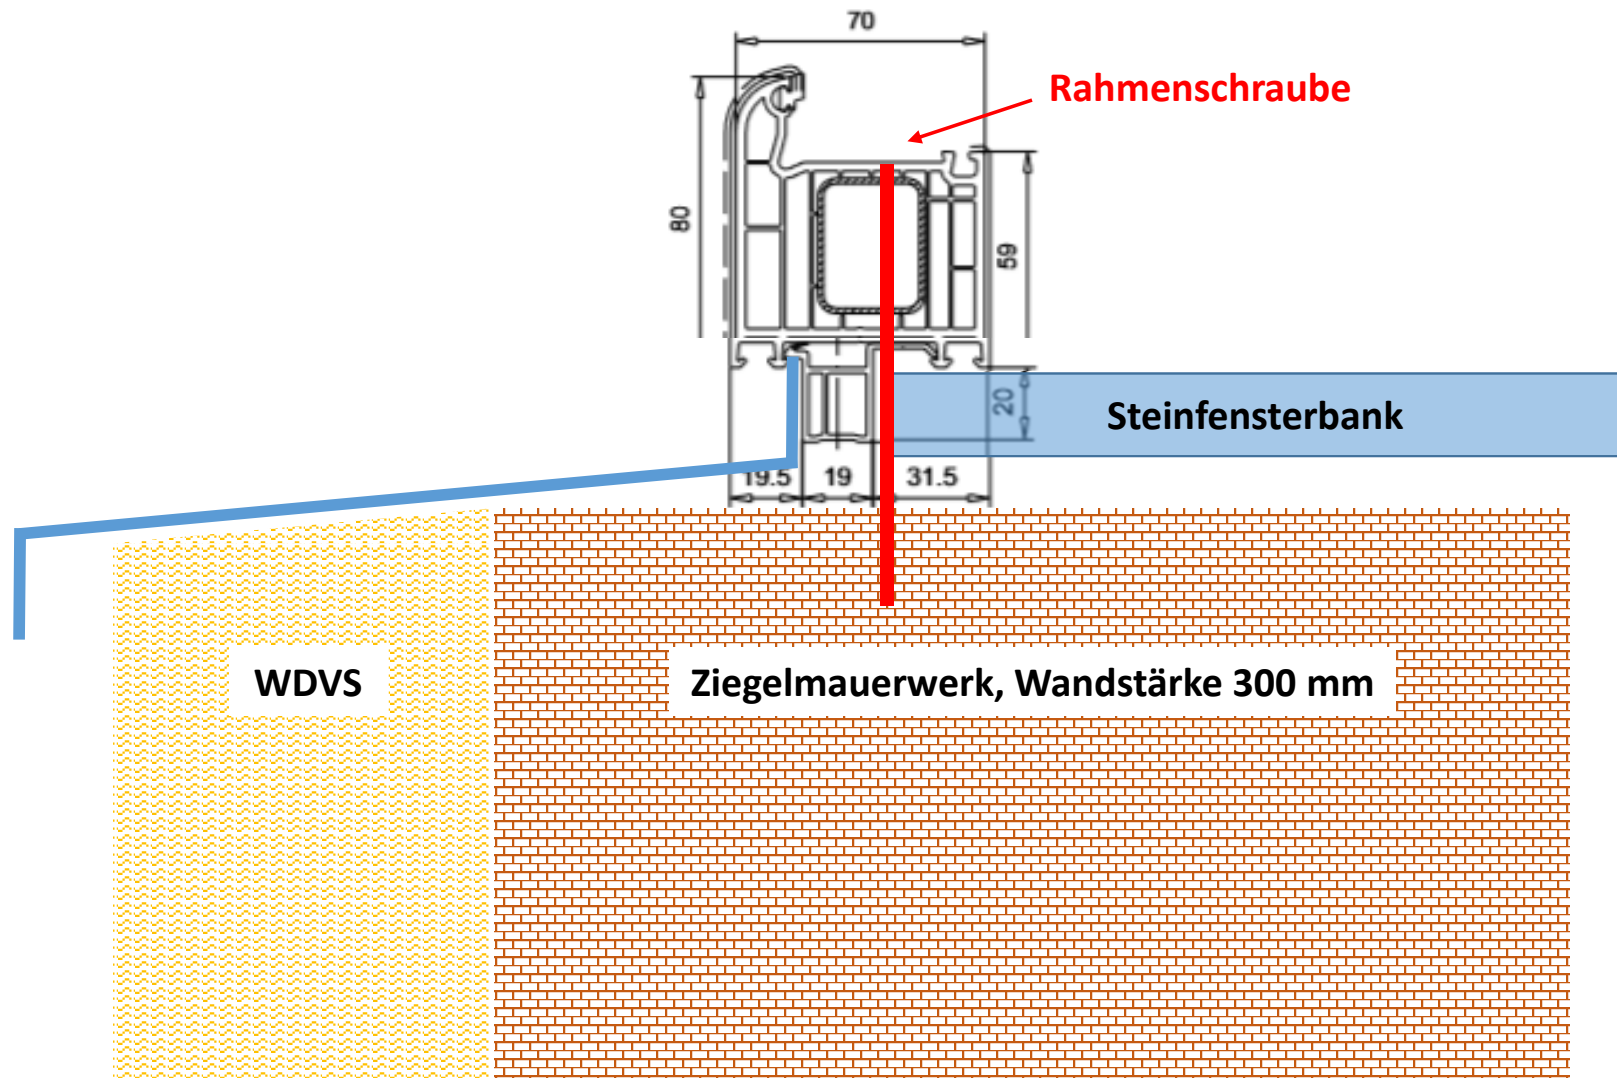 70
Rahmenschraube
80
59
20
Steinfensterbank
19.5
19
31.5
WDVS
Ziegelmauerwerk, Wandstärke 300 mm